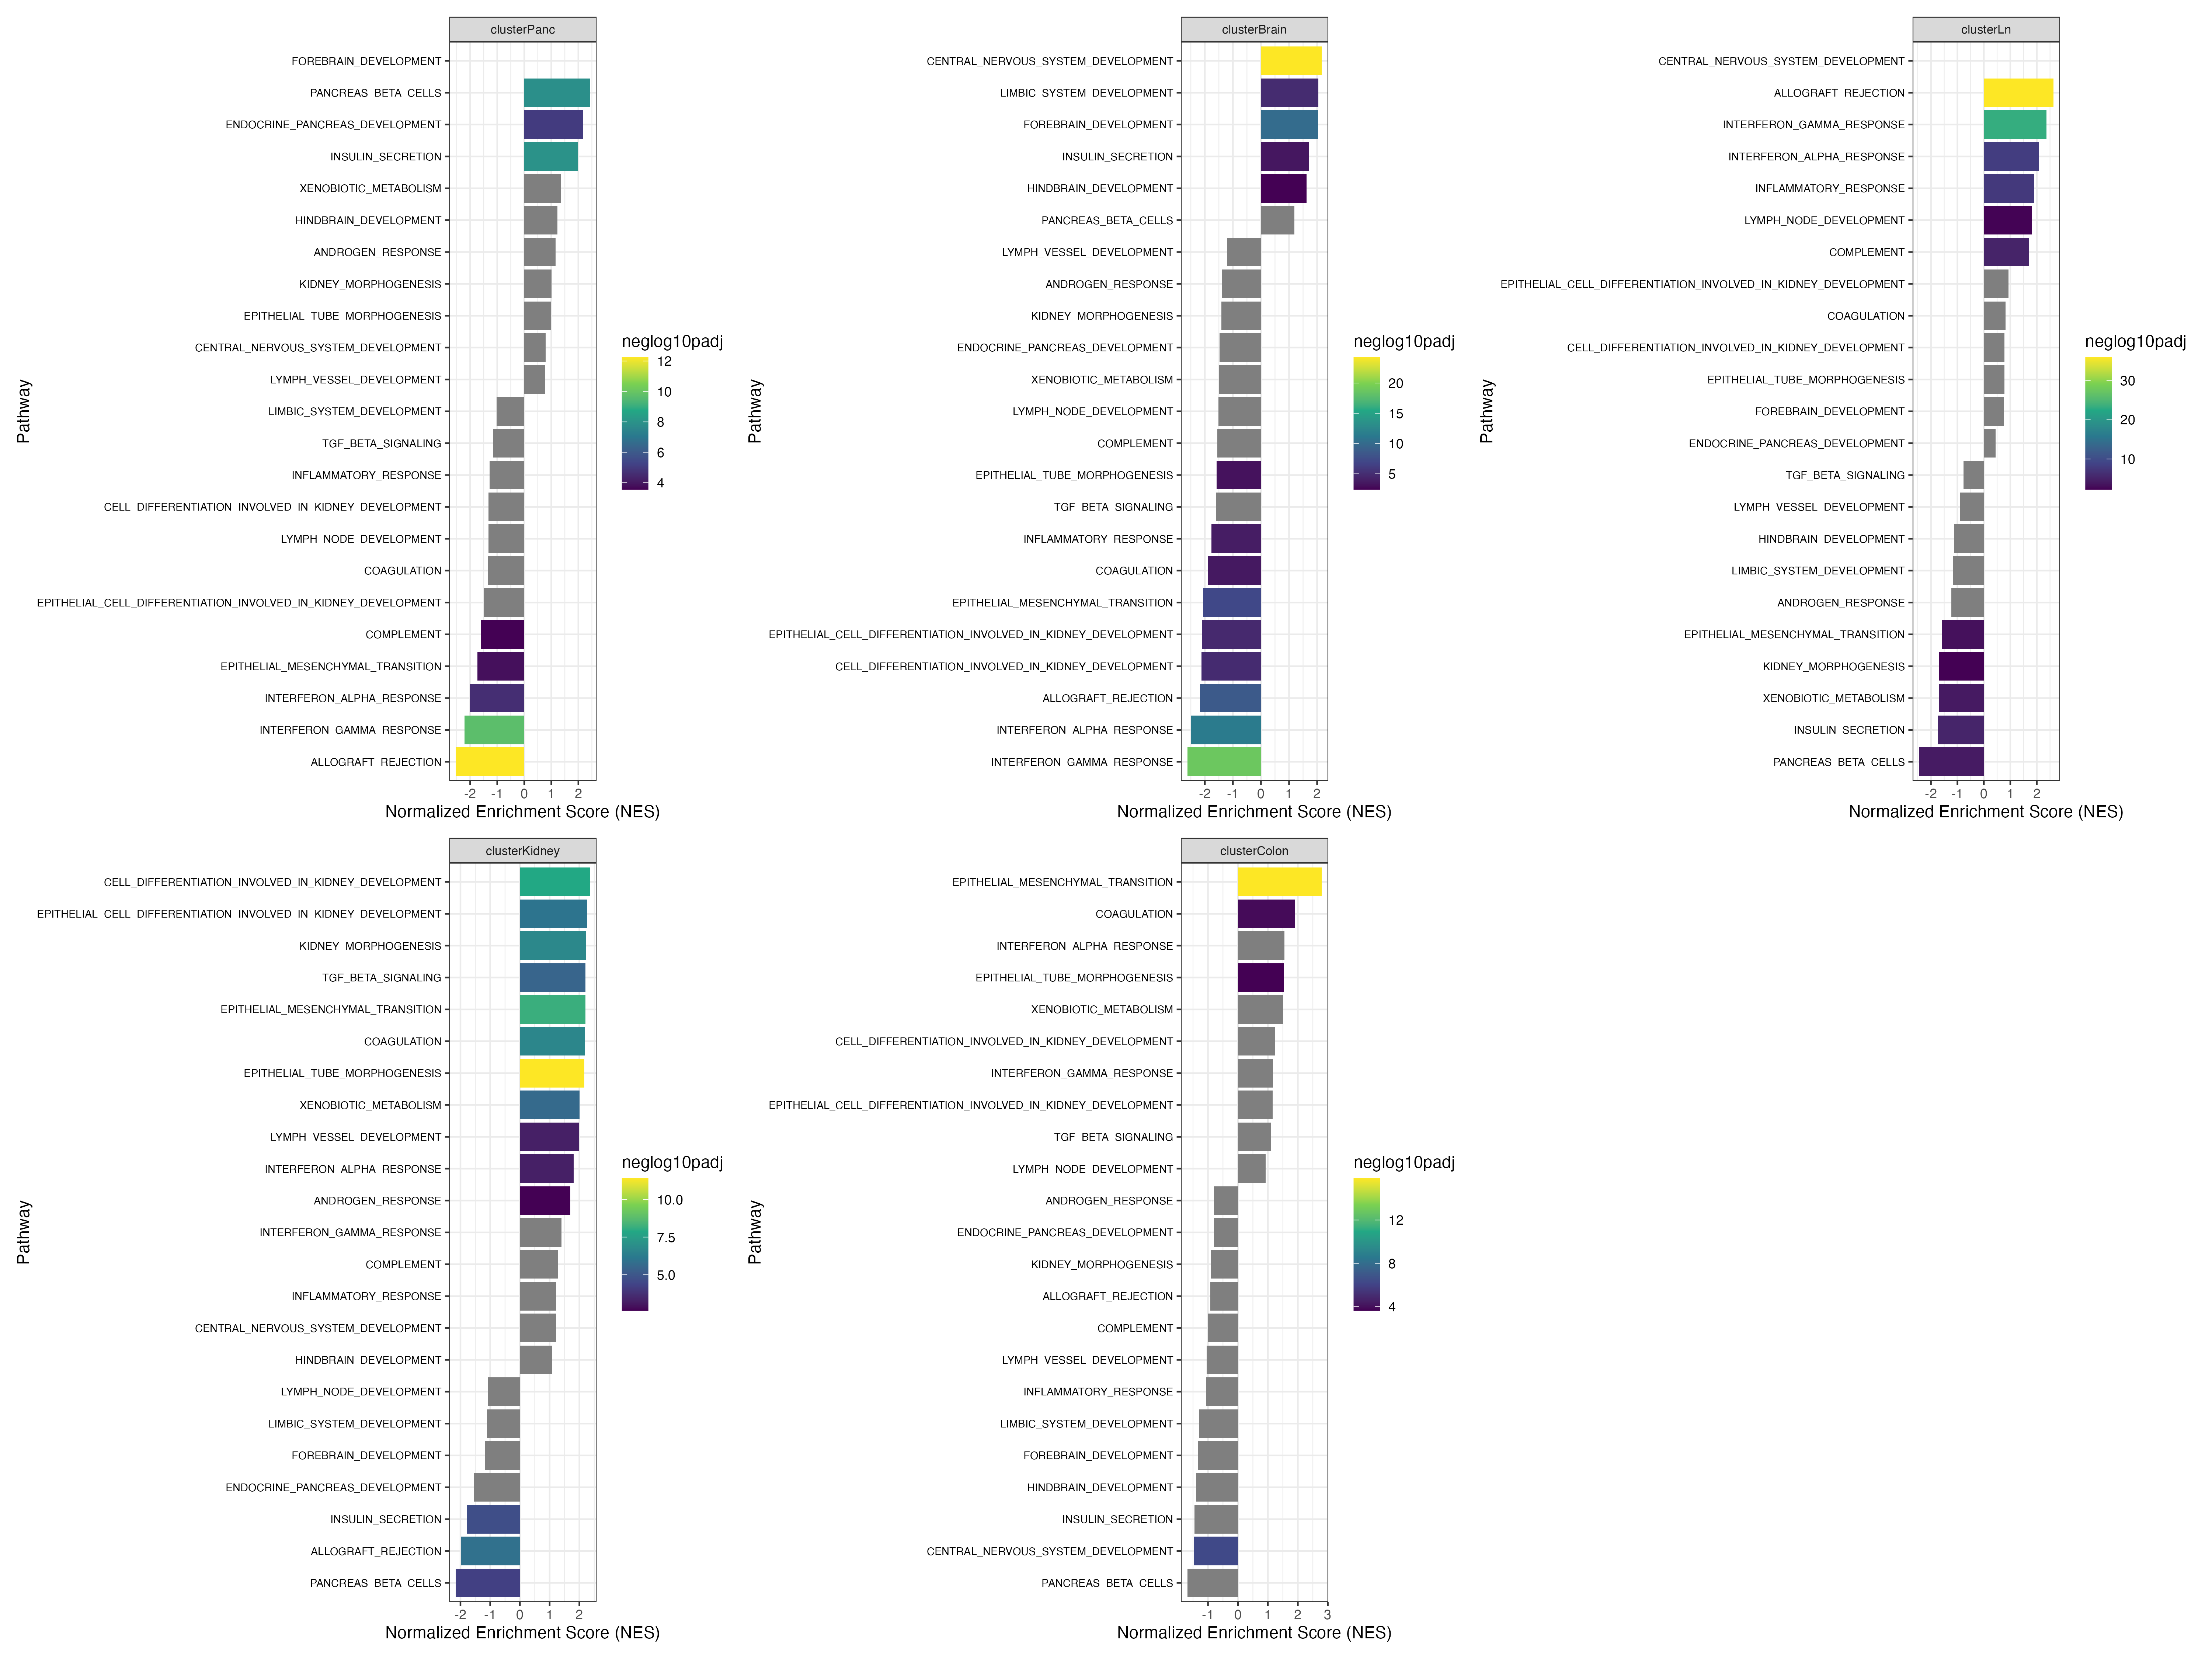 clusterPanc
FOREBRAIN_DEVELOPMENT
PANCREAS_BETA_CELLS
ENDOCRINE_PANCREAS_DEVELOPMENT
INSULIN_SECRETION
XENOBIOTIC_METABOLISM
HINDBRAIN_DEVELOPMENT
ANDROGEN_RESPONSE
KIDNEY_MORPHOGENESIS
EPITHELIAL_TUBE_MORPHOGENESIS
CENTRAL_NERVOUS_SYSTEM_DEVELOPMENT
LYMPH_VESSEL_DEVELOPMENT
LIMBIC_SYSTEM_DEVELOPMENT
TGF_BETA_SIGNALING
INFLAMMATORY_RESPONSE
CELL_DIFFERENTIATION_INVOLVED_IN_KIDNEY_DEVELOPMENT
LYMPH_NODE_DEVELOPMENT
COAGULATION
EPITHELIAL_CELL_DIFFERENTIATION_INVOLVED_IN_KIDNEY_DEVELOPMENT
COMPLEMENT
EPITHELIAL_MESENCHYMAL_TRANSITION
INTERFERON_ALPHA_RESPONSE
INTERFERON_GAMMA_RESPONSE
ALLOGRAFT_REJECTION
Pathway
-2 -1 0 1 2
Normalized Enrichment Score (NES)
neglog10padj
12
10
8
6
4
clusterBrain
CENTRAL_NERVOUS_SYSTEM_DEVELOPMENT
LIMBIC_SYSTEM_DEVELOPMENT
FOREBRAIN_DEVELOPMENT
INSULIN_SECRETION
HINDBRAIN_DEVELOPMENT
PANCREAS_BETA_CELLS
LYMPH_VESSEL_DEVELOPMENT
ANDROGEN_RESPONSE
KIDNEY_MORPHOGENESIS
ENDOCRINE_PANCREAS_DEVELOPMENT
XENOBIOTIC_METABOLISM
LYMPH_NODE_DEVELOPMENT
COMPLEMENT
EPITHELIAL_TUBE_MORPHOGENESIS
TGF_BETA_SIGNALING
INFLAMMATORY_RESPONSE
COAGULATION
EPITHELIAL_MESENCHYMAL_TRANSITION
EPITHELIAL_CELL_DIFFERENTIATION_INVOLVED_IN_KIDNEY_DEVELOPMENT
CELL_DIFFERENTIATION_INVOLVED_IN_KIDNEY_DEVELOPMENT
ALLOGRAFT_REJECTION
INTERFERON_ALPHA_RESPONSE
INTERFERON_GAMMA_RESPONSE
Pathway
-2 -1 0 1 2
Normalized Enrichment Score (NES)
neglog10padj
20
15
10
5
clusterLn
CENTRAL_NERVOUS_SYSTEM_DEVELOPMENT
ALLOGRAFT_REJECTION
INTERFERON_GAMMA_RESPONSE
INTERFERON_ALPHA_RESPONSE
INFLAMMATORY_RESPONSE
LYMPH_NODE_DEVELOPMENT
COMPLEMENT
EPITHELIAL_CELL_DIFFERENTIATION_INVOLVED_IN_KIDNEY_DEVELOPMENT
COAGULATION
CELL_DIFFERENTIATION_INVOLVED_IN_KIDNEY_DEVELOPMENT
EPITHELIAL_TUBE_MORPHOGENESIS
FOREBRAIN_DEVELOPMENT
ENDOCRINE_PANCREAS_DEVELOPMENT
TGF_BETA_SIGNALING
LYMPH_VESSEL_DEVELOPMENT
HINDBRAIN_DEVELOPMENT
LIMBIC_SYSTEM_DEVELOPMENT
ANDROGEN_RESPONSE
EPITHELIAL_MESENCHYMAL_TRANSITION
KIDNEY_MORPHOGENESIS
XENOBIOTIC_METABOLISM
INSULIN_SECRETION
PANCREAS_BETA_CELLS
Pathway
-2 -1 0 1 2
Normalized Enrichment Score (NES)
neglog10padj
30
20
10
clusterKidney
CELL_DIFFERENTIATION_INVOLVED_IN_KIDNEY_DEVELOPMENT
EPITHELIAL_CELL_DIFFERENTIATION_INVOLVED_IN_KIDNEY_DEVELOPMENT
KIDNEY_MORPHOGENESIS
TGF_BETA_SIGNALING
EPITHELIAL_MESENCHYMAL_TRANSITION
COAGULATION
EPITHELIAL_TUBE_MORPHOGENESIS
XENOBIOTIC_METABOLISM
LYMPH_VESSEL_DEVELOPMENT
INTERFERON_ALPHA_RESPONSE
ANDROGEN_RESPONSE
INTERFERON_GAMMA_RESPONSE
COMPLEMENT
INFLAMMATORY_RESPONSE
CENTRAL_NERVOUS_SYSTEM_DEVELOPMENT
HINDBRAIN_DEVELOPMENT
LYMPH_NODE_DEVELOPMENT
LIMBIC_SYSTEM_DEVELOPMENT
FOREBRAIN_DEVELOPMENT
ENDOCRINE_PANCREAS_DEVELOPMENT
INSULIN_SECRETION
ALLOGRAFT_REJECTION
PANCREAS_BETA_CELLS
Pathway
-2 -1 0 1 2
Normalized Enrichment Score (NES)
neglog10padj
10.0
7.5
5.0
clusterColon
EPITHELIAL_MESENCHYMAL_TRANSITION
COAGULATION
INTERFERON_ALPHA_RESPONSE
EPITHELIAL_TUBE_MORPHOGENESIS
XENOBIOTIC_METABOLISM
CELL_DIFFERENTIATION_INVOLVED_IN_KIDNEY_DEVELOPMENT
INTERFERON_GAMMA_RESPONSE
EPITHELIAL_CELL_DIFFERENTIATION_INVOLVED_IN_KIDNEY_DEVELOPMENT
TGF_BETA_SIGNALING
LYMPH_NODE_DEVELOPMENT
ANDROGEN_RESPONSE
ENDOCRINE_PANCREAS_DEVELOPMENT
KIDNEY_MORPHOGENESIS
ALLOGRAFT_REJECTION
COMPLEMENT
LYMPH_VESSEL_DEVELOPMENT
INFLAMMATORY_RESPONSE
LIMBIC_SYSTEM_DEVELOPMENT
FOREBRAIN_DEVELOPMENT
HINDBRAIN_DEVELOPMENT
INSULIN_SECRETION
CENTRAL_NERVOUS_SYSTEM_DEVELOPMENT
PANCREAS_BETA_CELLS
Pathway
-1 0 1 2 3
Normalized Enrichment Score (NES)
neglog10padj
12
8
4